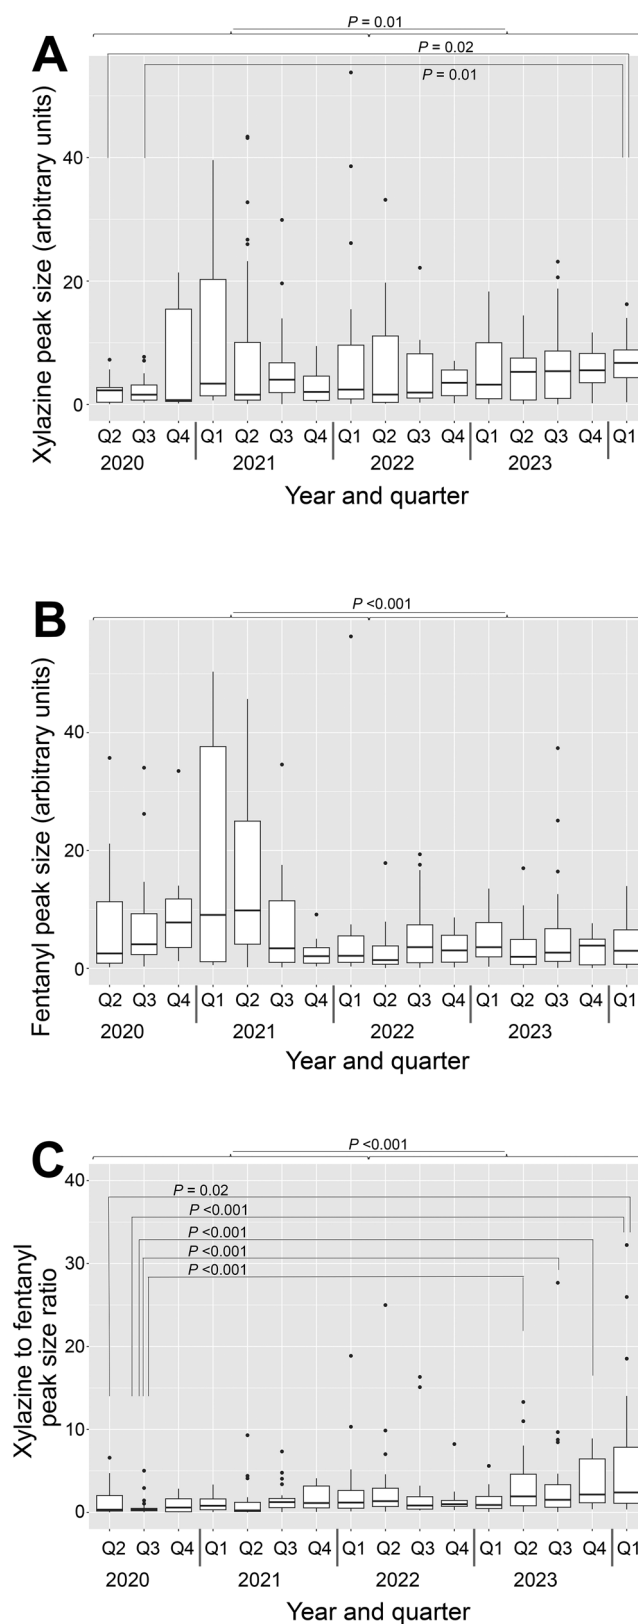 P = 0.01
A
P = 0.02
P = 0.01
Xylazine peak size (arbitrary units)
40
20
0
Q2 Q3 Q4 Q1 Q2 Q3 Q4 Q1 Q2 Q3 Q4 Q1 Q2 Q3 Q4 Q1
2020 2021 2022 2023
Year and quarter
B
P <0.001
Fentanyl peak size (arbitrary units)
40
20
0
Q2 Q3 Q4 Q1 Q2 Q3 Q4 Q1 Q2 Q3 Q4 Q1 Q2 Q3 Q4 Q1
2020 2021 2022 2023
Year and quarter
C
P <0.001
Xylazine to fentanyl
peak size ratio
40
P = 0.02
P <0.001
P <0.001
P <0.001
P <0.001
30
20
10
0
Q2 Q3 Q4 Q1 Q2 Q3 Q4 Q1 Q2 Q3 Q4 Q1 Q2 Q3 Q4 Q1
2020 2021 2022 2023
Year and quarter